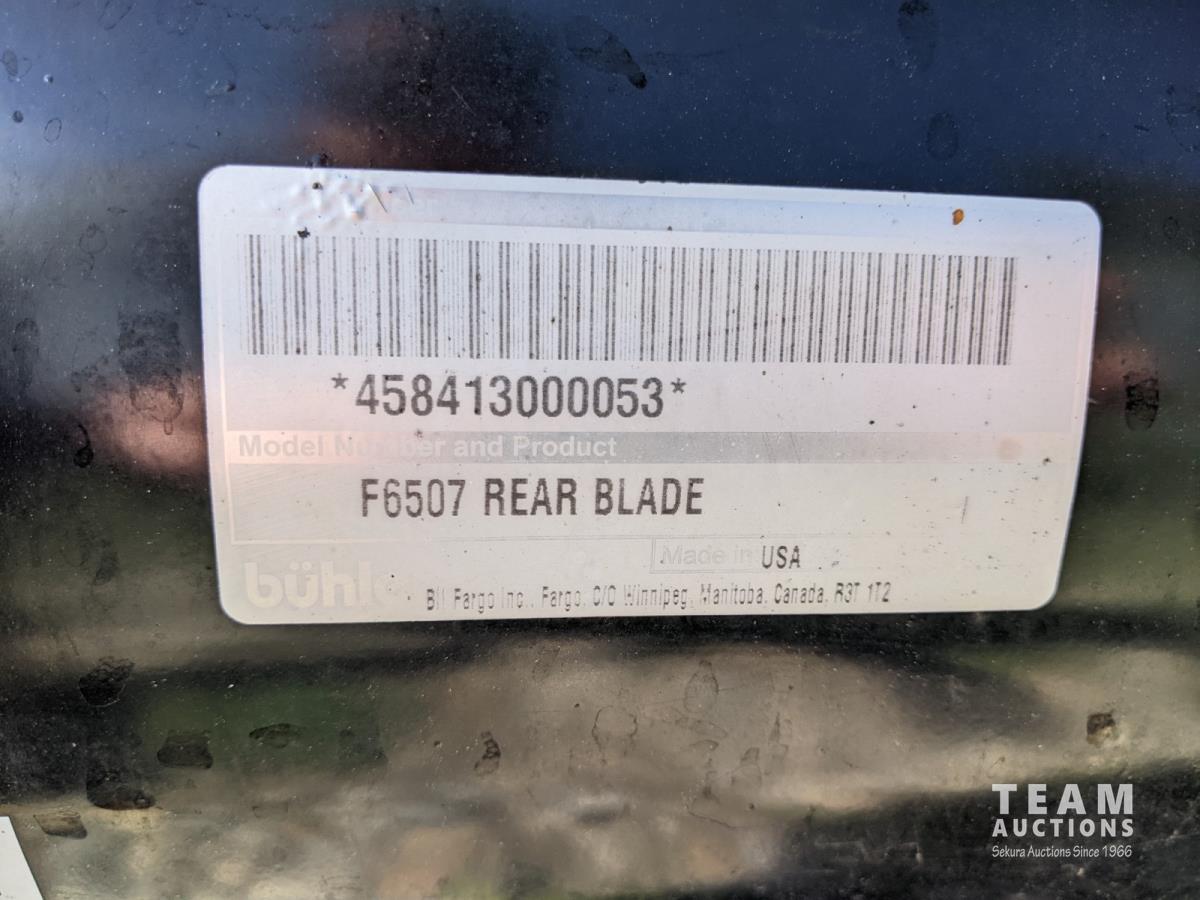 *458413000053*
Model Number and Product
F6507 REAR BLADE
Made in USA
bühl
BII Fargo Inc., Fargo, C/O Winnipeg, Manitoba, Canada, R3T 1T2
TEAM
AUCTIONS
Sekura Auctions Since 1966